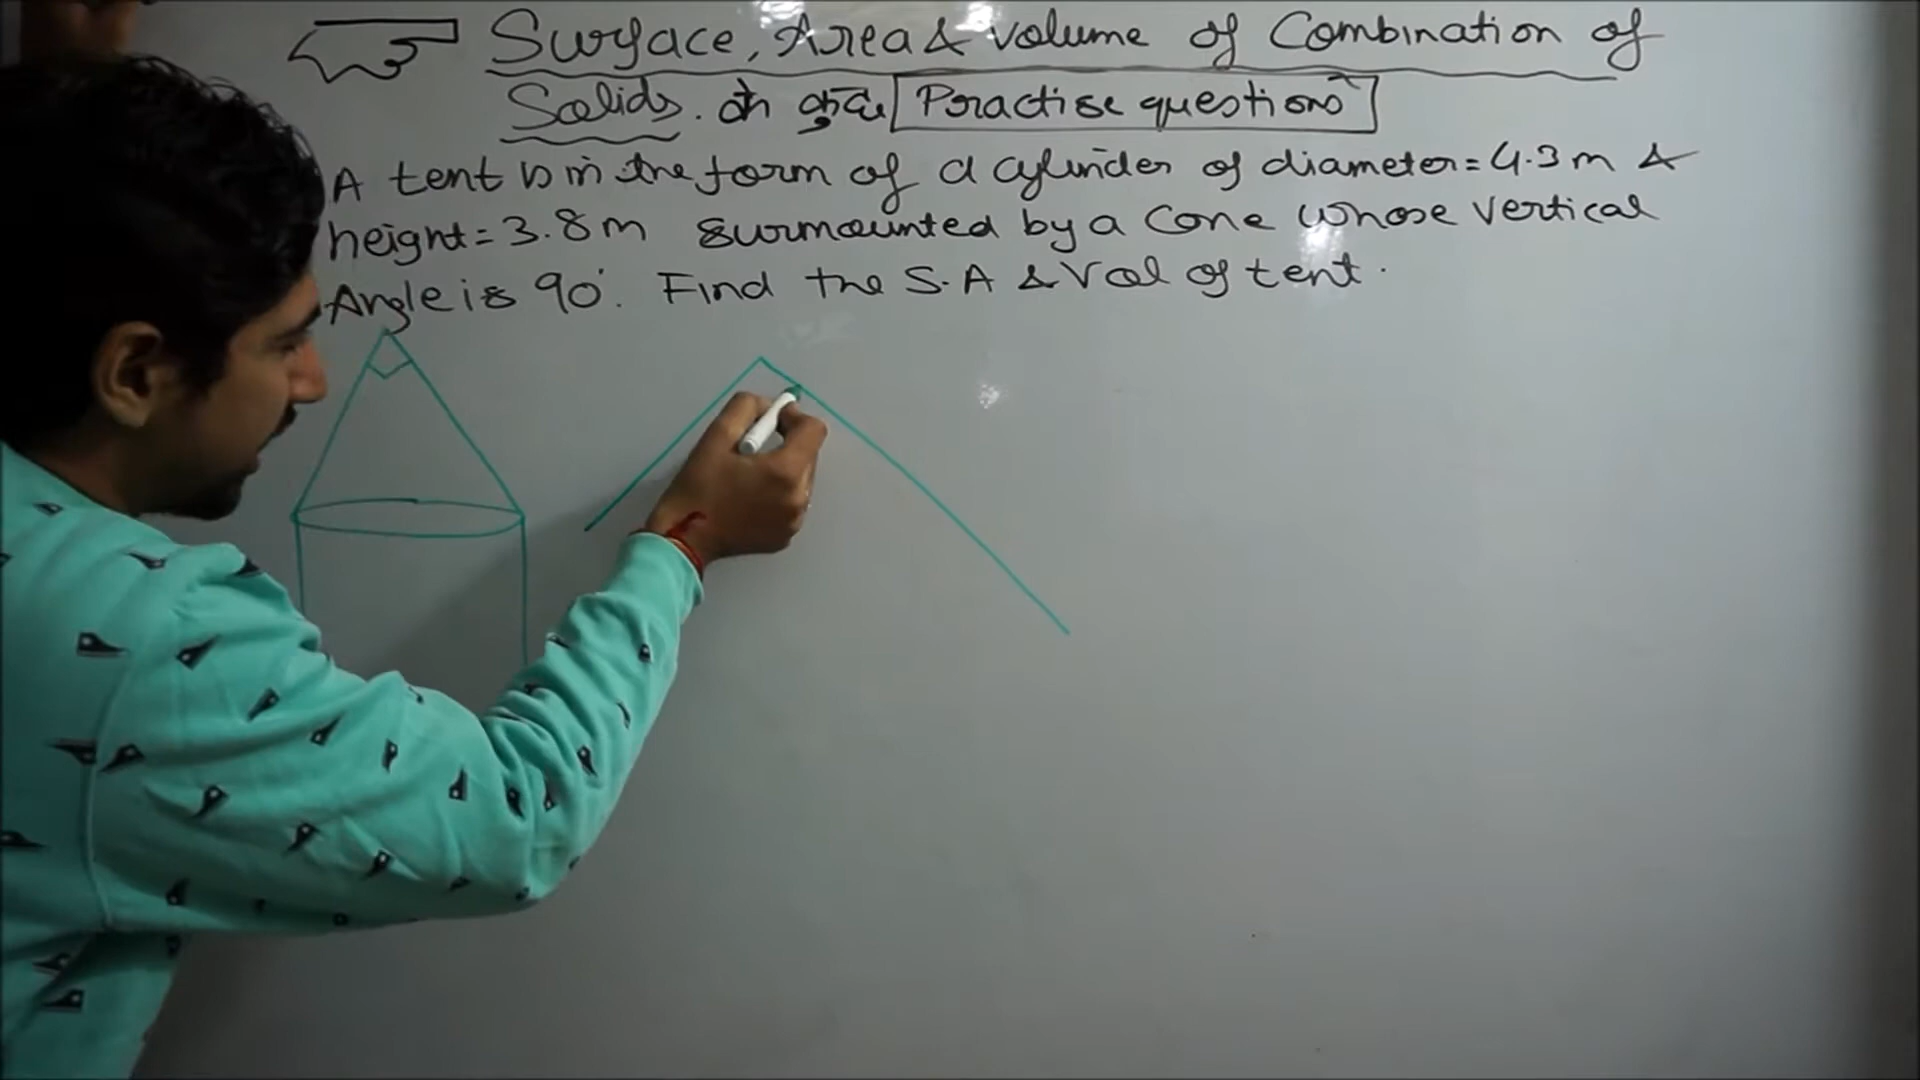 Surface, Area & Volume of Combination of
Solids. के कुछ Practise questions
A tent is in the form of a cylinder of diameter = 4.3 m &
height = 3.8 m surmounted by a Cone whose vertical
Angle is 90°. Find the S.A & Vol of tent.